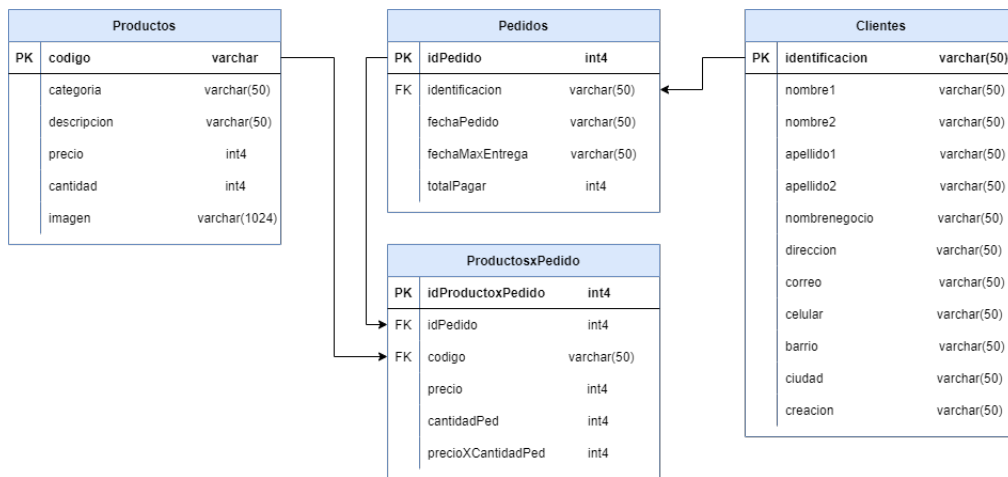 Productos
PK codigo varchar
categoria varchar(50)
descripcion varchar(50)
precio int4
cantidad int4
imagen varchar(1024)
Pedidos
PK idPedido int4
FK identificacion varchar(50)
fechaPedido varchar(50)
fechaMaxEntrega varchar(50)
totalPagar int4
ProductosxPedido
PK idProductoxPedido int4
FK idPedido int4
FK codigo varchar(50)
precio int4
cantidadPed int4
precioXCantidadPed int4
Clientes
PK identificacion varchar(50)
nombre1 varchar(50)
nombre2 varchar(50)
apellido1 varchar(50)
apellido2 varchar(50)
nombrenegocio varchar(50)
direccion varchar(50)
correo varchar(50)
celular varchar(50)
barrio varchar(50)
ciudad varchar(50)
creacion varchar(50)